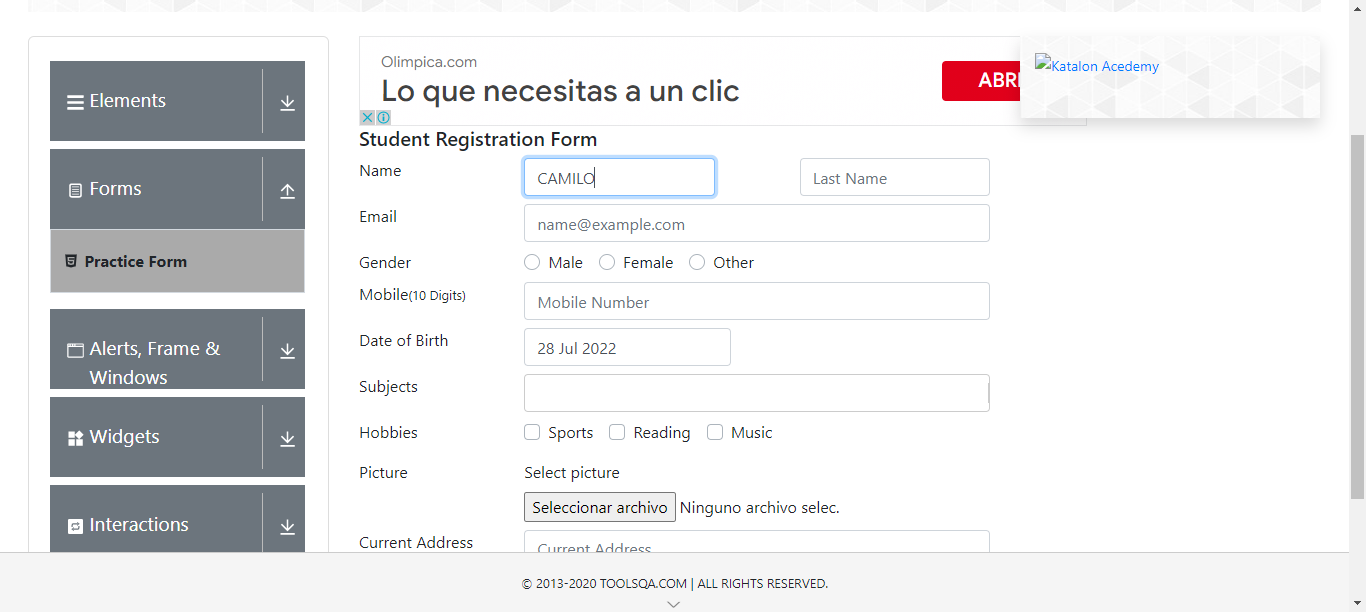 Elements
Forms
Practice Form
Alerts, Frame &
Windows
Widgets
Interactions
Olimpica.com
Lo que necesitas a un clic
ABRI
Katalon Acedemy
Student Registration Form
Name
CAMILO
Last Name
Email
name@example.com
Gender
Male
Female
Other
Mobile(10 Digits)
Mobile Number
Date of Birth
28 Jul 2022
Subjects
Hobbies
Sports
Reading
Music
Picture
Select picture
Seleccionar archivo
Ninguno archivo selec.
Current Address
Current Address
© 2013-2020 TOOLSQA.COM | ALL RIGHTS RESERVED.